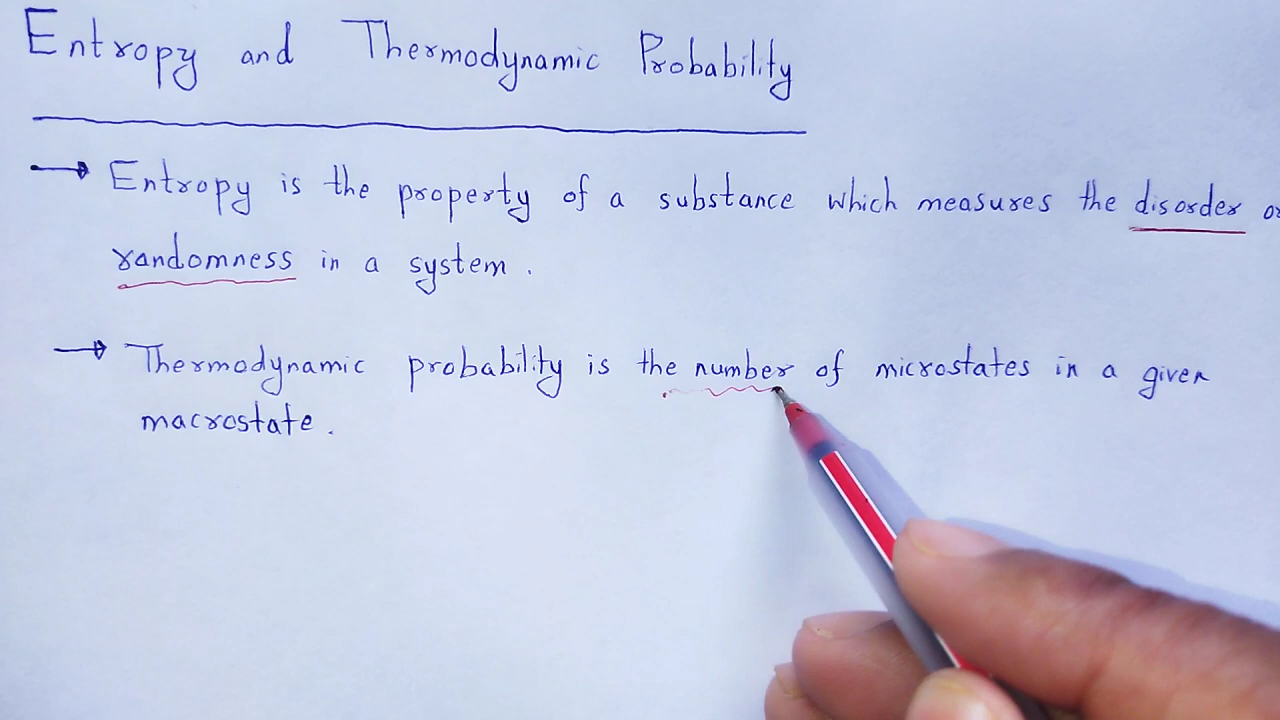 Entropy and Thermodynamic Probability
Entropy is the property of a substance which measures the disorder or
randomness in a system.
Thermodynamic probability is the number of microstates in a given
macrostate.